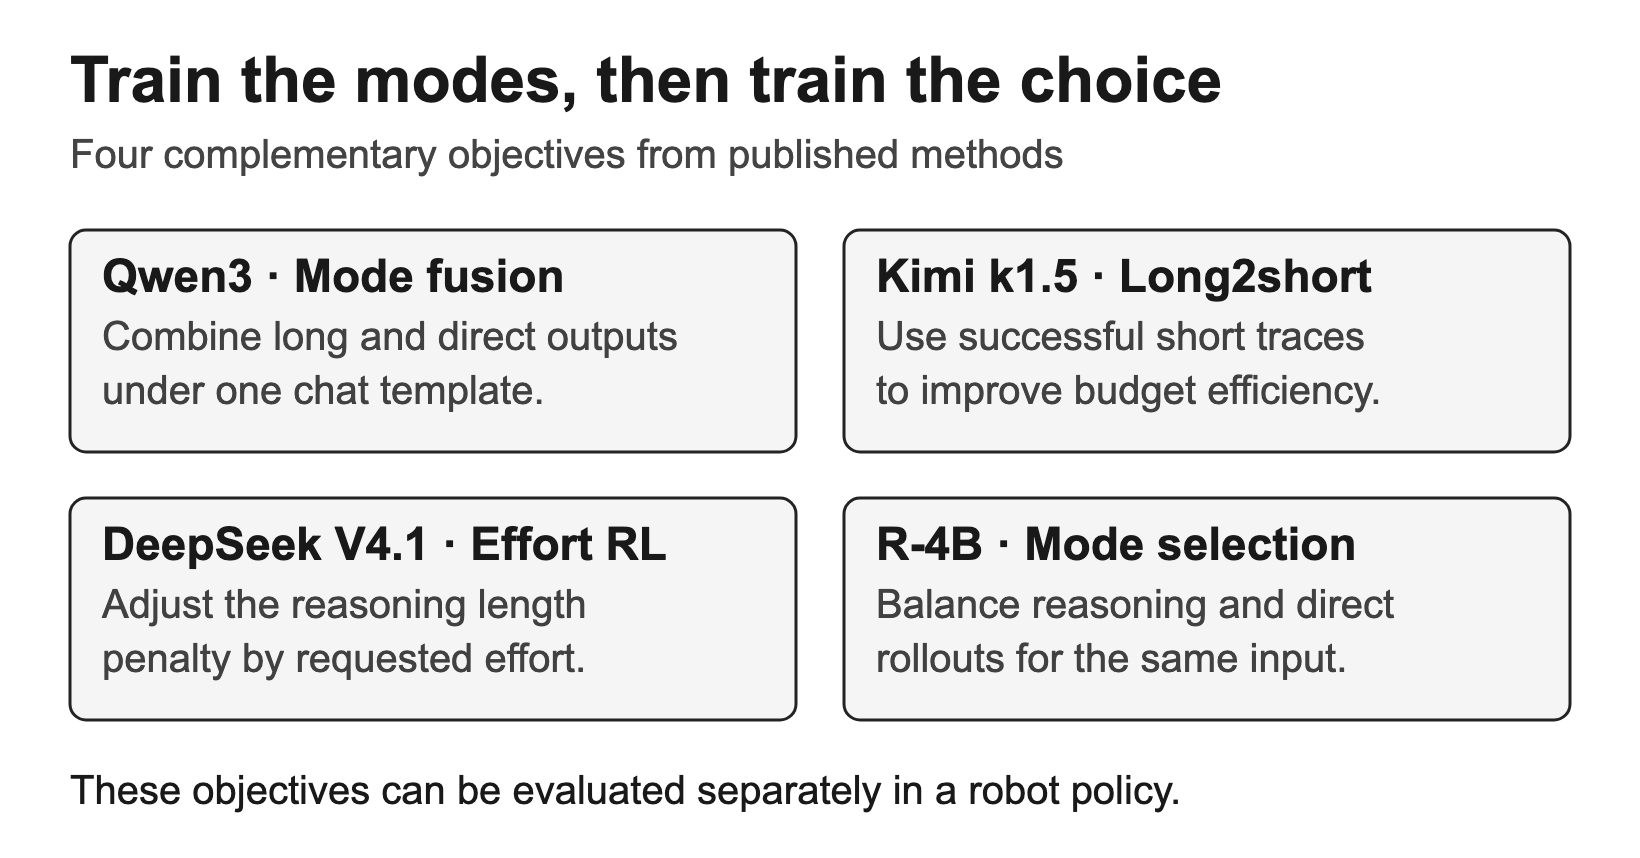 Train the modes, then train the choice
Four complementary objectives from published methods
Qwen3 · Mode fusion
Combine long and direct outputs
under one chat template.
Kimi k1.5 · Long2short
Use successful short traces
to improve budget efficiency.
DeepSeek V4.1 · Effort RL
Adjust the reasoning length
penalty by requested effort.
R-4B · Mode selection
Balance reasoning and direct
rollouts for the same input.
These objectives can be evaluated separately in a robot policy.